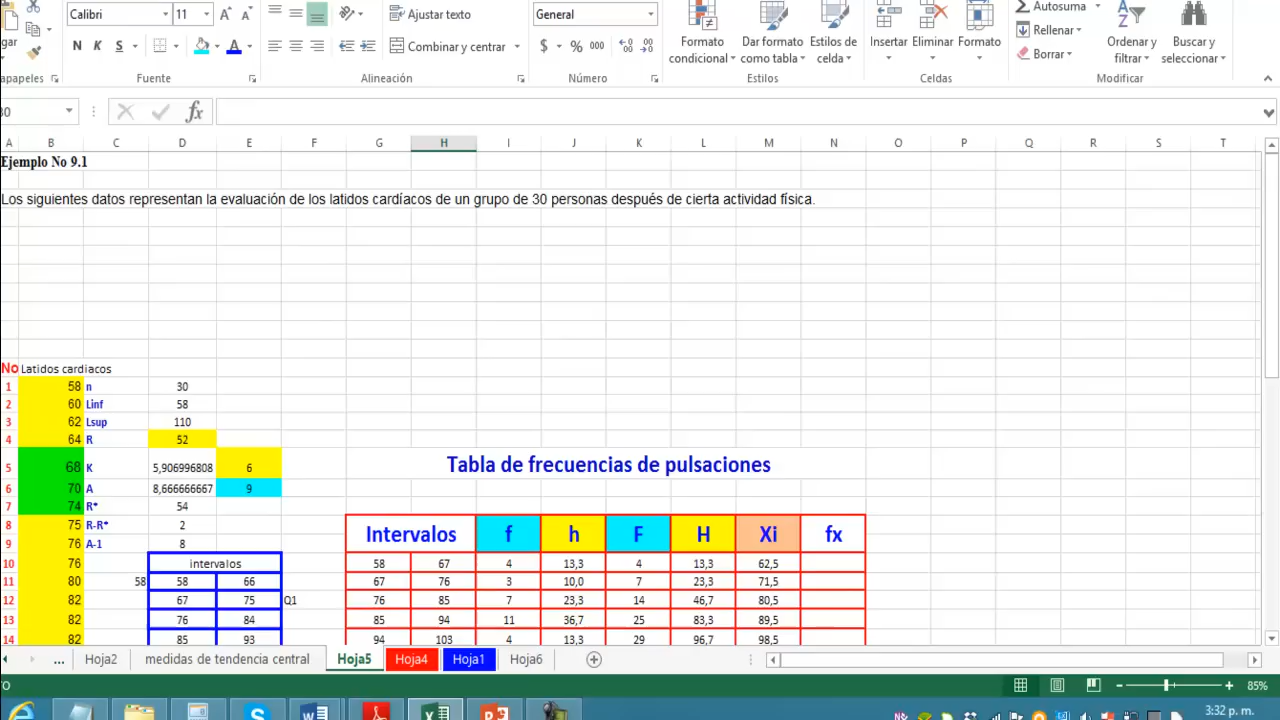 Calibri 11 Ajustar texto General Autosuma
Rellenar
N K S Combinar y centrar $ % 000 Formato condicional Dar formato como tabla Estilos de celda Insertar Eliminar Formato Borrar Ordenar y filtrar Buscar y seleccionar
Fuente Alineación Número Estilos Celdas Modificar
fx
A B C D E F G H I J K L M N O P Q R S T
Ejemplo No 9.1
Los siguientes datos representan la evaluación de los latidos cardíacos de un grupo de 30 personas después de cierta actividad física.
No Latidos cardiacos
1 58 n 30
2 60 Linf 58
3 62 Lsup 110
4 64 R 52
5 68 K 5,906996808 6 Tabla de frecuencias de pulsaciones
6 70 A 8,666666667 9
7 74 R* 54
8 75 R-R* 2 Intervalos f h F H Xi fx
9 76 A-1 8
10 76 intervalos 58 67 4 13,3 4 13,3 62,5
11 80 58 58 66 67 76 3 10,0 7 23,3 71,5
12 82 67 75 Q1 76 85 7 23,3 14 46,7 80,5
13 82 76 84 85 94 11 36,7 25 83,3 89,5
14 82 85 93 94 103 4 13,3 29 96,7 98,5
... Hoja2 medidas de tendencia central Hoja5 Hoja4 Hoja1 Hoja6
85%
3:32 p. m.